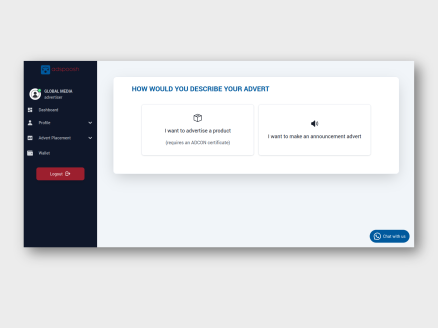 GLOBAL MEDIA
advertiser
Dashboard
Profile
Advert Placement
Wallet
Logout
HOW WOULD YOU DESCRIBE YOUR ADVERT
I want to advertise a product
(requires an ADCON certificate)
I want to make an announcement advert
Chat with us